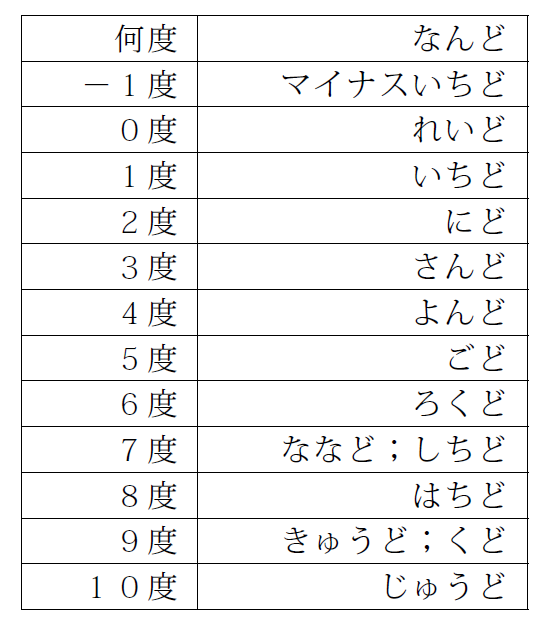 何度 なんど
－１度 マイナスいちど
０度 れいど
１度 いちど
２度 にど
３度 さんど
４度 よんど
５度 ごど
６度 ろくど
７度 ななど；しちど
８度 はちど
９度 きゅうど；くど
１０度 じゅうど